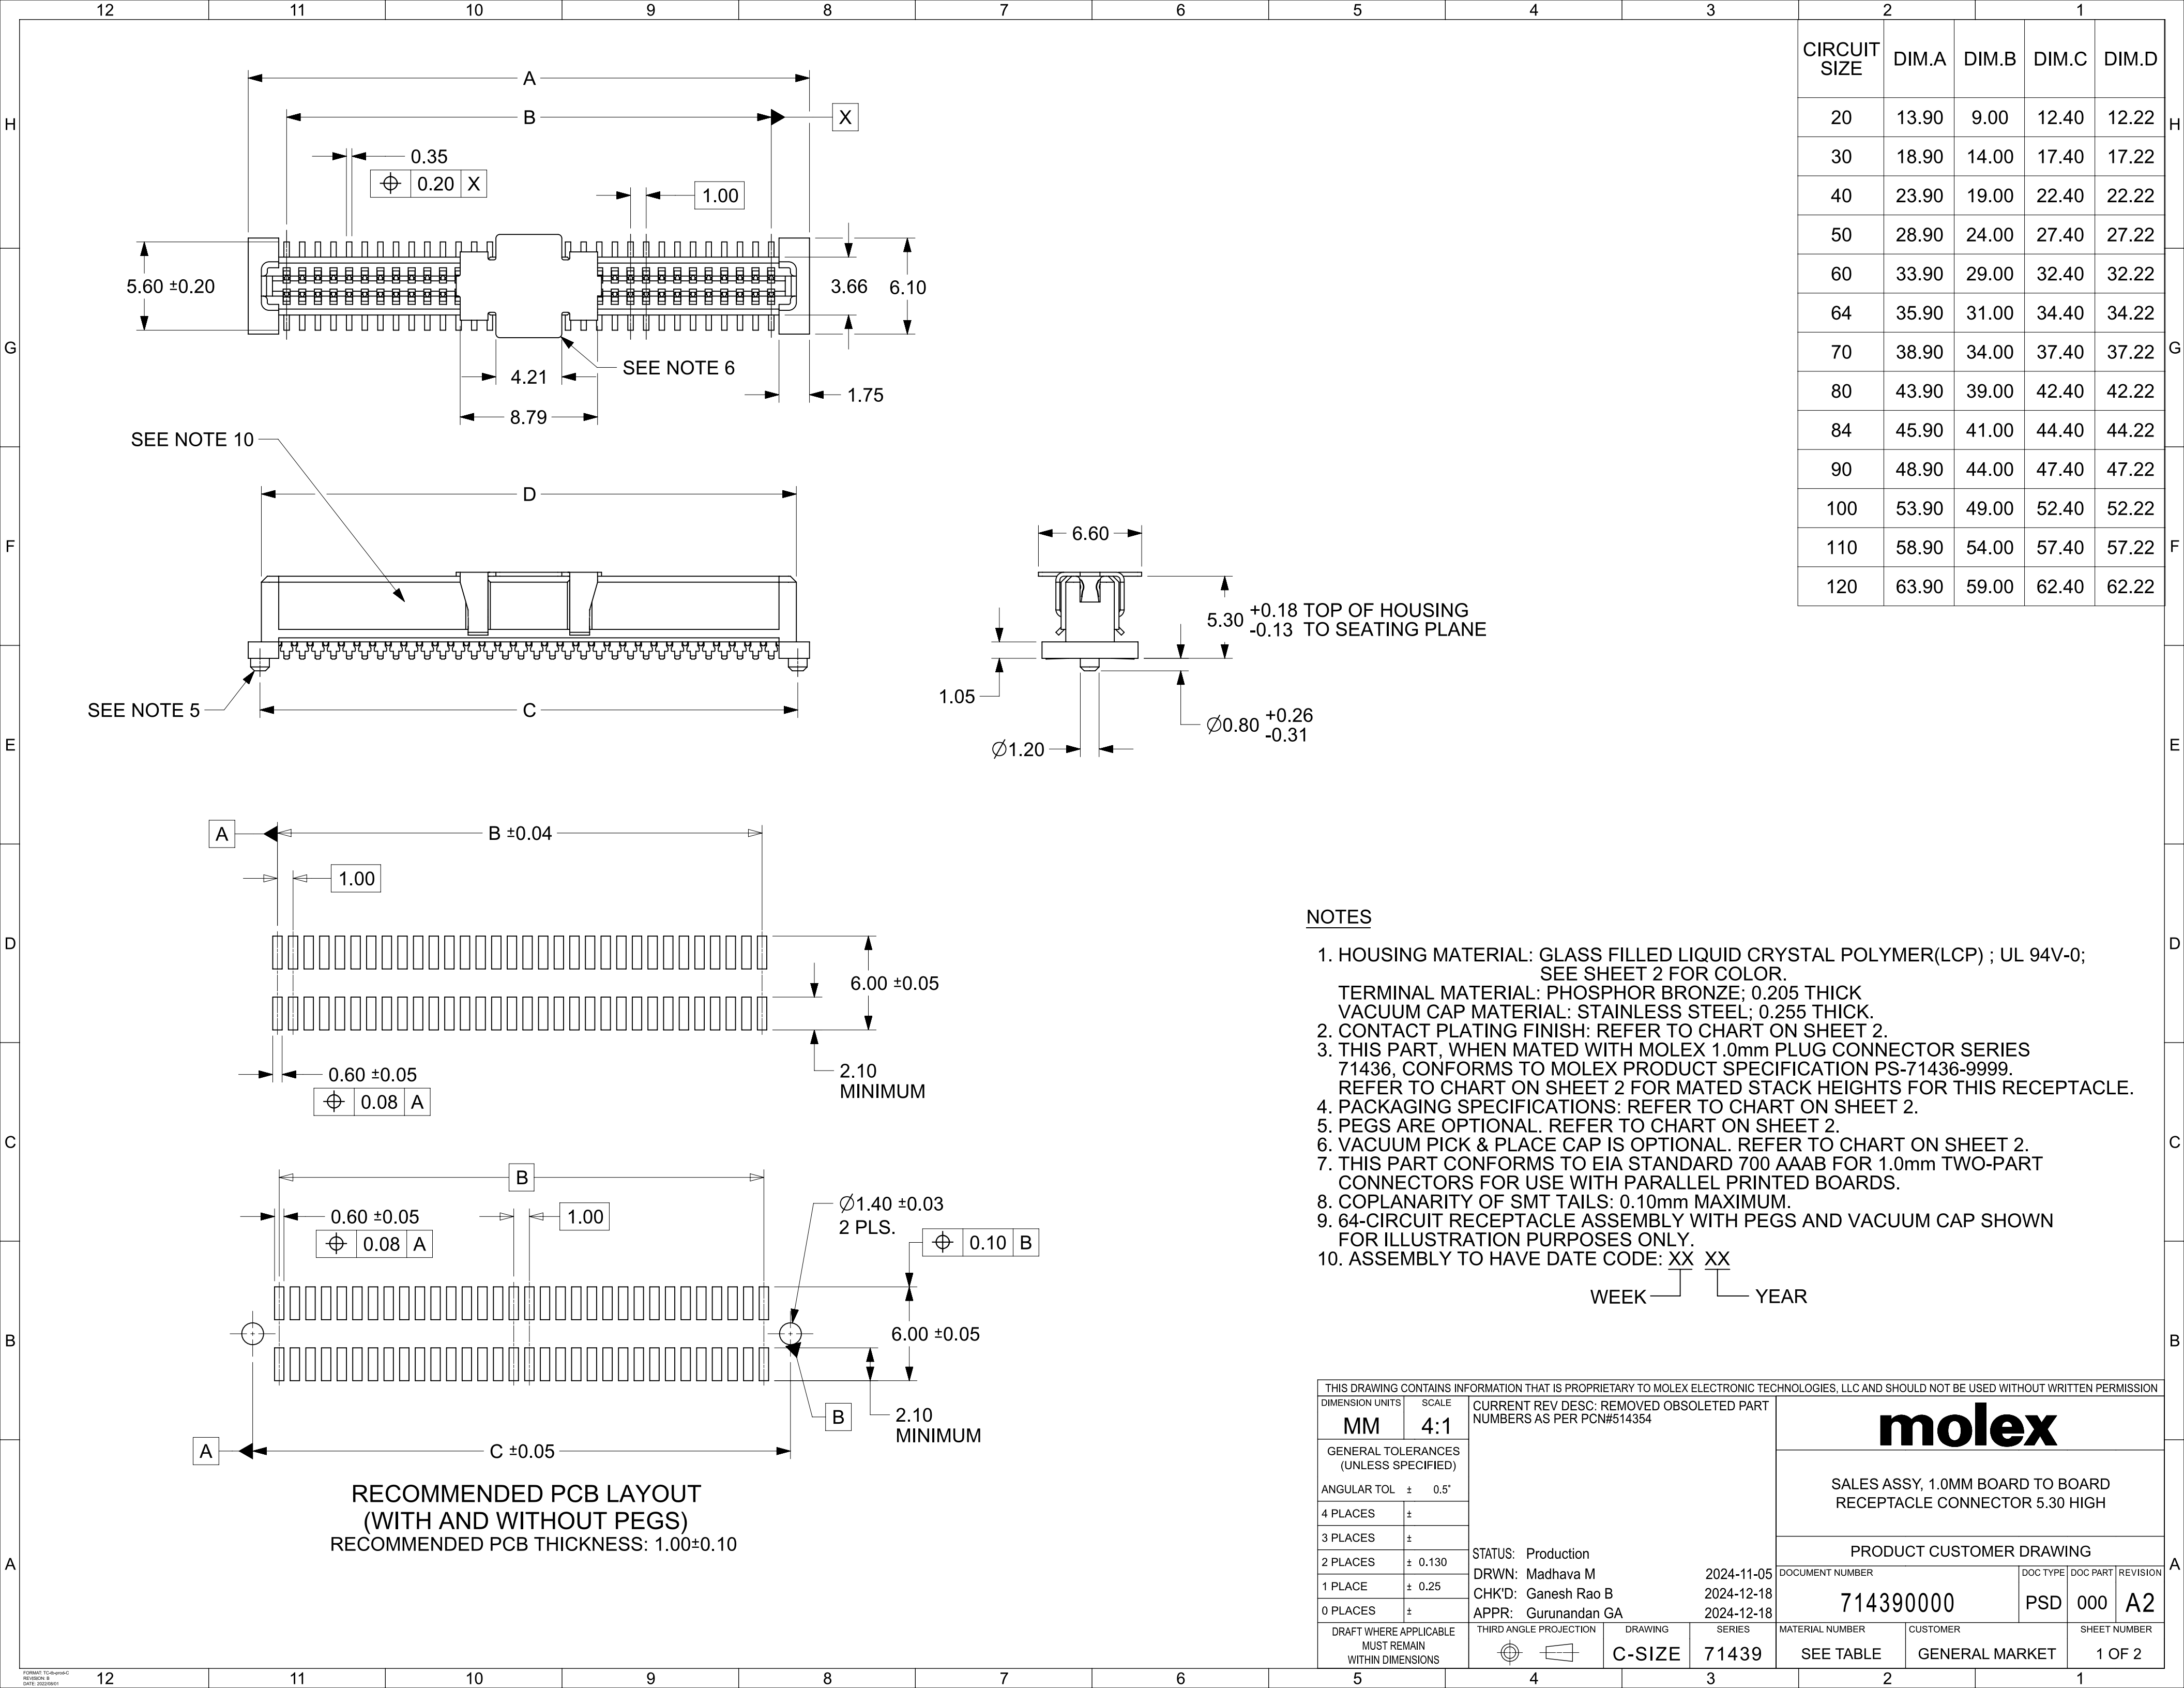 12 11 10 9 8 7 6 5 4 3 2 1
H
G
F
E
D
C
B
A
H
G
F
E
D
C
B
A
CIRCUIT SIZE DIM.A DIM.B DIM.C DIM.D
20 13.90 9.00 12.40 12.22
30 18.90 14.00 17.40 17.22
40 23.90 19.00 22.40 22.22
50 28.90 24.00 27.40 27.22
60 33.90 29.00 32.40 32.22
64 35.90 31.00 34.40 34.22
70 38.90 34.00 37.40 37.22
80 43.90 39.00 42.40 42.22
84 45.90 41.00 44.40 44.22
90 48.90 44.00 47.40 47.22
100 53.90 49.00 52.40 52.22
110 58.90 54.00 57.40 57.22
120 63.90 59.00 62.40 62.22
A
B
X
0.35
⌖ 0.20 X
1.00
5.60 ±0.20
3.66
6.10
SEE NOTE 6
4.21
1.75
8.79
SEE NOTE 10
D
6.60
5.30 +0.18 -0.13 TOP OF HOUSING
TO SEATING PLANE
1.05
SEE NOTE 5
C
∅0.80 +0.26 -0.31
∅1.20
A
B ±0.04
1.00
6.00 ±0.05
0.60 ±0.05
⌖ 0.08 A
2.10
MINIMUM
B
0.60 ±0.05
⌖ 0.08 A
1.00
∅1.40 ±0.03
2 PLS.
⌖ 0.10 B
6.00 ±0.05
B
2.10
MINIMUM
A
C ±0.05
RECOMMENDED PCB LAYOUT
(WITH AND WITHOUT PEGS)
RECOMMENDED PCB THICKNESS: 1.00±0.10
NOTES
1. HOUSING MATERIAL: GLASS FILLED LIQUID CRYSTAL POLYMER(LCP) ; UL 94V-0;
SEE SHEET 2 FOR COLOR.
TERMINAL MATERIAL: PHOSPHOR BRONZE; 0.205 THICK
VACUUM CAP MATERIAL: STAINLESS STEEL; 0.255 THICK.
2. CONTACT PLATING FINISH: REFER TO CHART ON SHEET 2.
3. THIS PART, WHEN MATED WITH MOLEX 1.0mm PLUG CONNECTOR SERIES
71436, CONFORMS TO MOLEX PRODUCT SPECIFICATION PS-71436-9999.
REFER TO CHART ON SHEET 2 FOR MATED STACK HEIGHTS FOR THIS RECEPTACLE.
4. PACKAGING SPECIFICATIONS: REFER TO CHART ON SHEET 2.
5. PEGS ARE OPTIONAL. REFER TO CHART ON SHEET 2.
6. VACUUM PICK & PLACE CAP IS OPTIONAL. REFER TO CHART ON SHEET 2.
7. THIS PART CONFORMS TO EIA STANDARD 700 AAAB FOR 1.0mm TWO-PART
CONNECTORS FOR USE WITH PARALLEL PRINTED BOARDS.
8. COPLANARITY OF SMT TAILS: 0.10mm MAXIMUM.
9. 64-CIRCUIT RECEPTACLE ASSEMBLY WITH PEGS AND VACUUM CAP SHOWN
FOR ILLUSTRATION PURPOSES ONLY.
10. ASSEMBLY TO HAVE DATE CODE: XX XX
WEEK YEAR
THIS DRAWING CONTAINS INFORMATION THAT IS PROPRIETARY TO MOLEX ELECTRONIC TECHNOLOGIES, LLC AND SHOULD NOT BE USED WITHOUT WRITTEN PERMISSION
DIMENSION UNITS SCALE
MM 4:1
GENERAL TOLERANCES
(UNLESS SPECIFIED)
ANGULAR TOL ± 0.5°
4 PLACES ±
3 PLACES ±
2 PLACES ± 0.130
1 PLACE ± 0.25
0 PLACES ±
DRAFT WHERE APPLICABLE
MUST REMAIN
WITHIN DIMENSIONS
CURRENT REV DESC: REMOVED OBSOLETED PART
NUMBERS AS PER PCN#514354
STATUS: Production
DRWN: Madhava M 2024-11-05
CHK'D: Ganesh Rao B 2024-12-18
APPR: Gurunandan GA 2024-12-18
THIRD ANGLE PROJECTION DRAWING SERIES
C-SIZE 71439
molex
SALES ASSY, 1.0MM BOARD TO BOARD
RECEPTACLE CONNECTOR 5.30 HIGH
PRODUCT CUSTOMER DRAWING
DOCUMENT NUMBER DOC TYPE DOC PART REVISION
714390000 PSD 000 A2
MATERIAL NUMBER CUSTOMER SHEET NUMBER
SEE TABLE GENERAL MARKET 1 OF 2
FORMAT: TC-tb-prod-C
REVISION: B
DATE: 2022/08/01
12 11 10 9 8 7 6 5 4 3 2 1